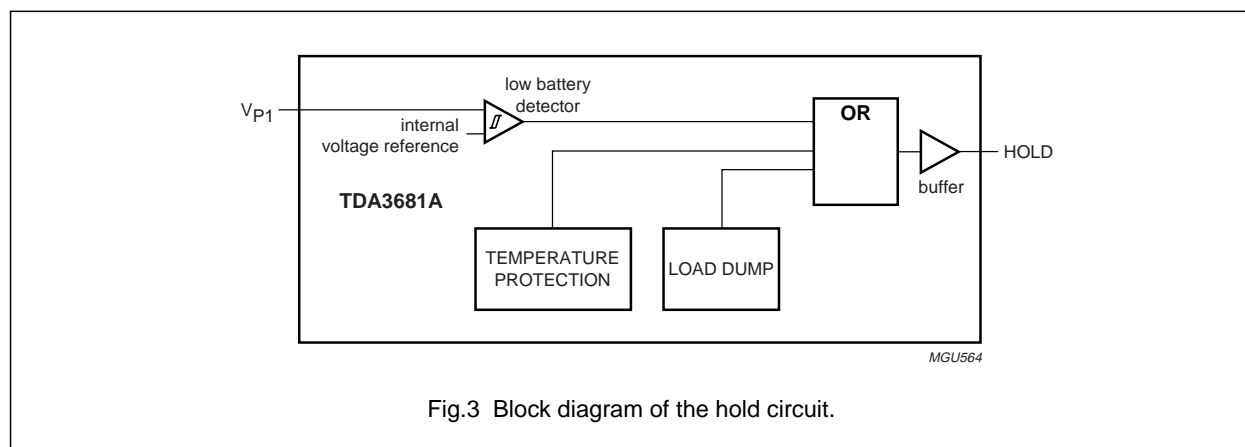 low battery
detector
V_P1
internal
voltage reference
OR
HOLD
buffer
TDA3681A
TEMPERATURE
PROTECTION
LOAD DUMP
MGU564
Fig.3 Block diagram of the hold circuit.